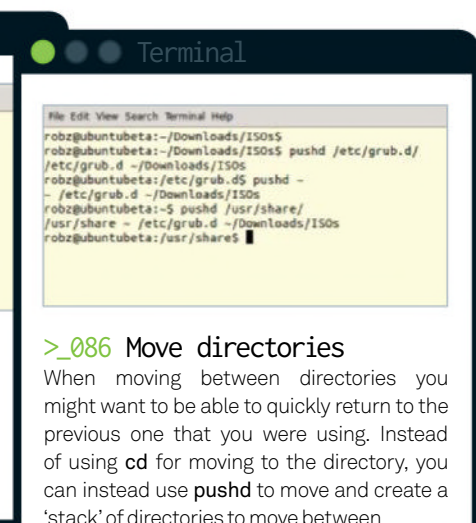 Terminal
File Edit View Search Terminal Help
robz@ubuntubeta:~/Downloads/ISOs$
robz@ubuntubeta:~/Downloads/ISOs$ pushd /etc/grub.d/
/etc/grub.d ~/Downloads/ISOs
robz@ubuntubeta:/etc/grub.d$ pushd ~
~ /etc/grub.d ~/Downloads/ISOs
robz@ubuntubeta:~$ pushd /usr/share/
/usr/share ~ /etc/grub.d ~/Downloads/ISOs
robz@ubuntubeta:/usr/share$
>_086 Move directories
When moving between directories you
might want to be able to quickly return to the
previous one that you were using. Instead
of using cd for moving to the directory, you
can instead use pushd to move and create a
‘stack’ of directories to move between.